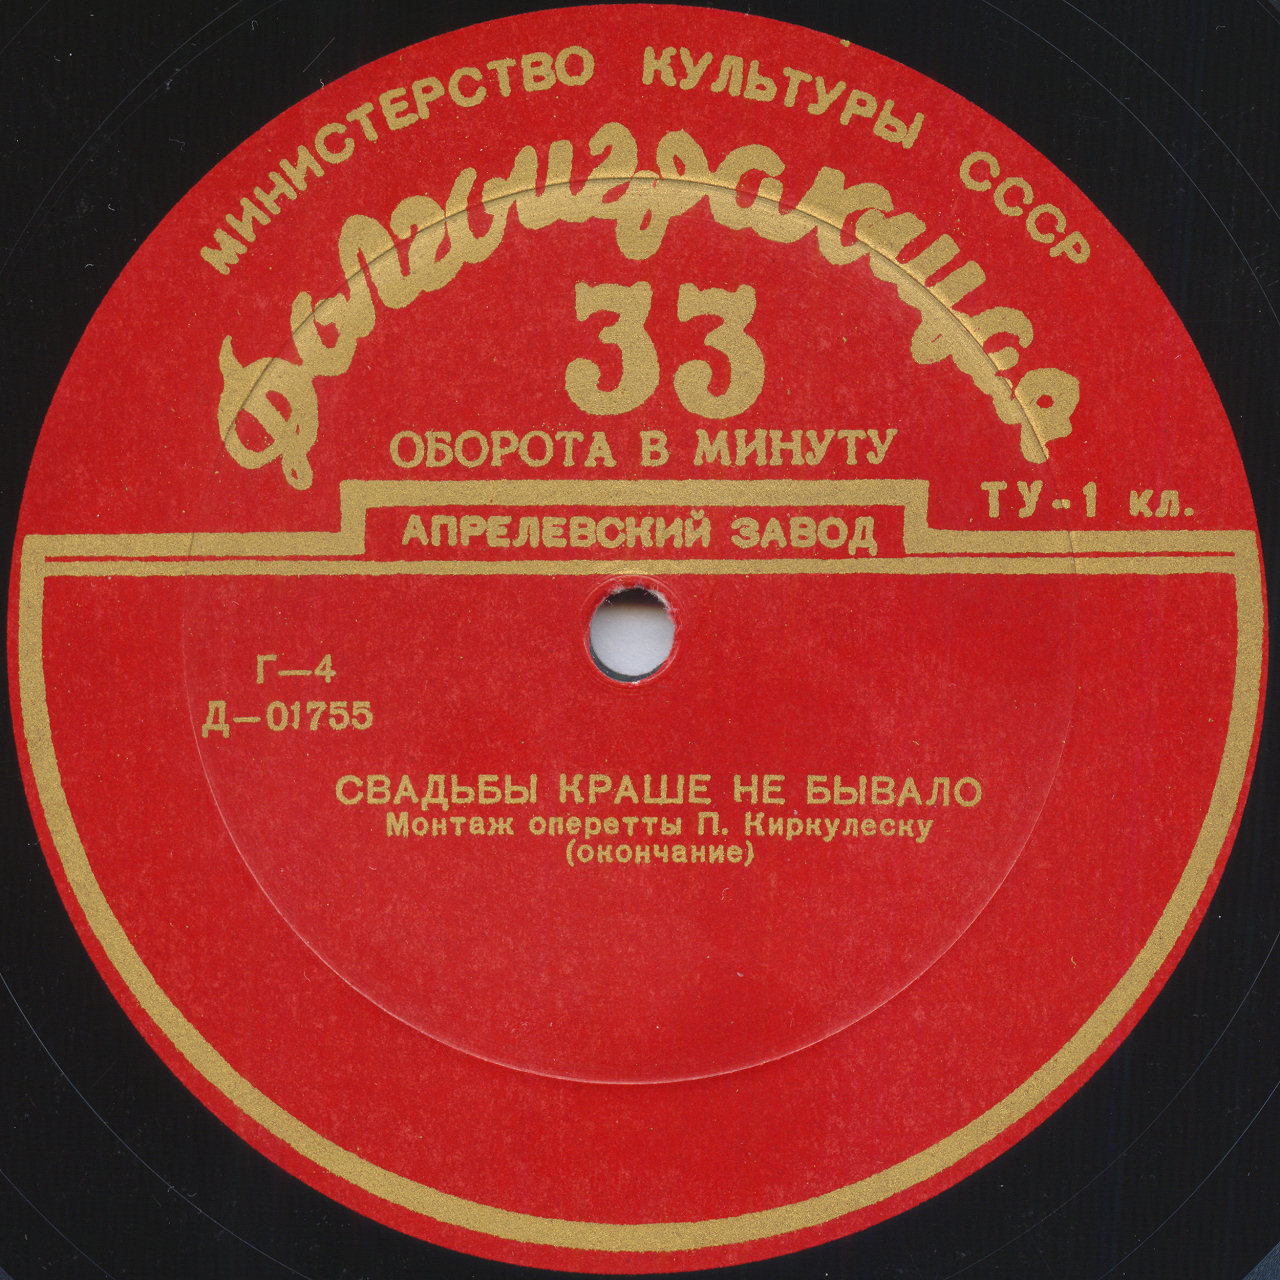 МИНИСТЕРСТВО КУЛЬТУРЫ СССР
Долгоиграющая
33
ОБОРОТА В МИНУТУ
ТУ-1 кл.
АПРЕЛЕВСКИЙ ЗАВОД
Г—4
Д—01755
СВАДЬБЫ КРАШЕ НЕ БЫВАЛО
Монтаж оперетты П. Киркулеску
(окончание)